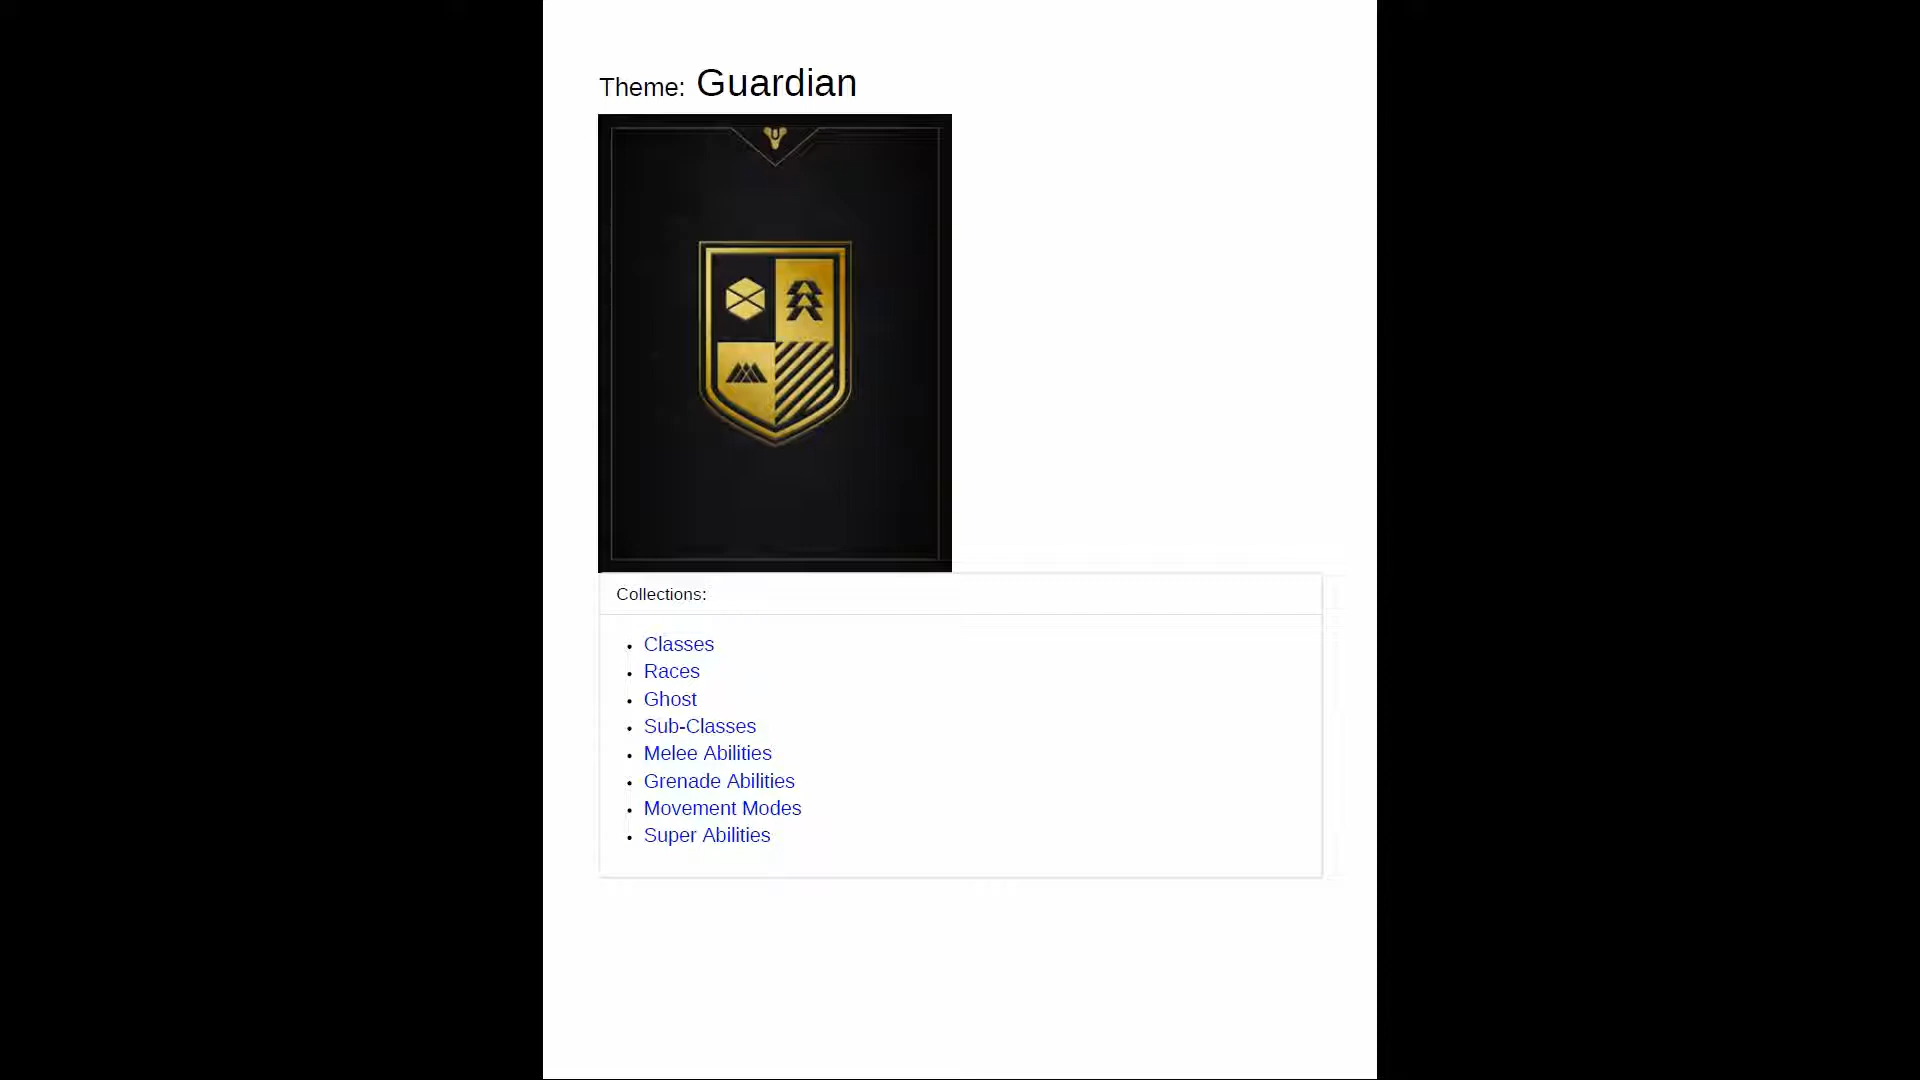 Theme: Guardian
Collections:
Classes
Races
Ghost
Sub-Classes
Melee Abilities
Grenade Abilities
Movement Modes
Super Abilities